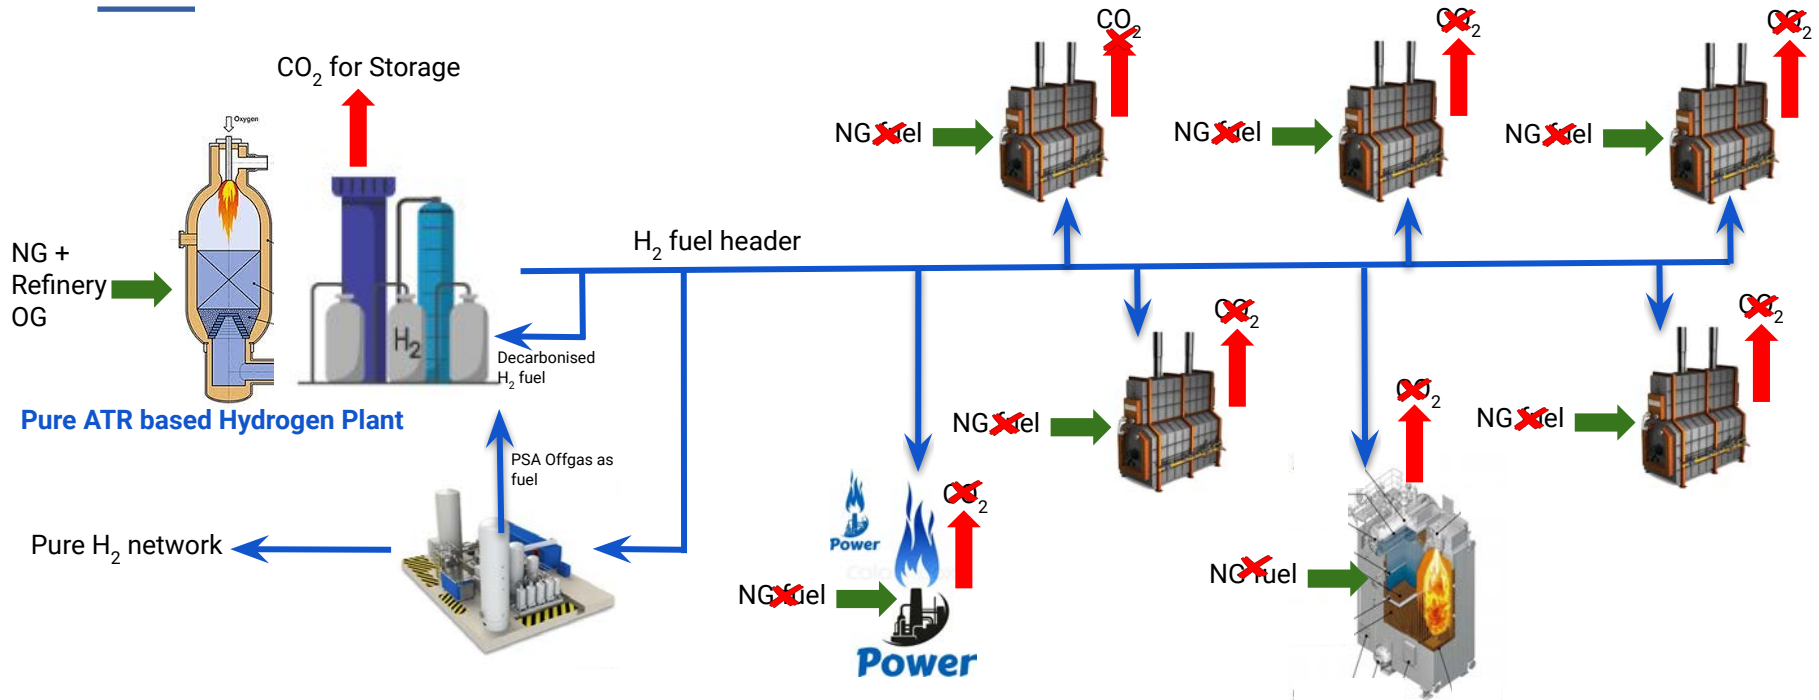 CO2
CO2
CO2
CO2 for Storage
Oxygen
NG fuel
NG fuel
NG fuel
H2 fuel header
NG +
Refinery
OG
H2
Decarbonised
H2 fuel
CO2
CO2
CO2
Pure ATR based Hydrogen Plant
NG fuel
NG fuel
PSA Offgas as
fuel
CO2
Pure H2 network
Power
NG fuel
NG fuel
Power